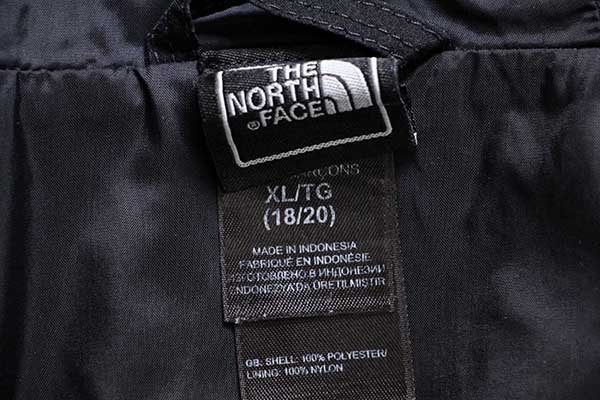 THE
NORTH
®FACE
XL/TG
(18/20)
MADE IN INDONESIA
FABRIQUÉ EN INDONÉSIE
ИЗГОТОВЛЕНО В ИНДОНЕЗИИ
ENDONEZYA'DA ÜRETILMISTIR
GB: SHELL: 100% POLYESTER/
LINING: 100% NYLON